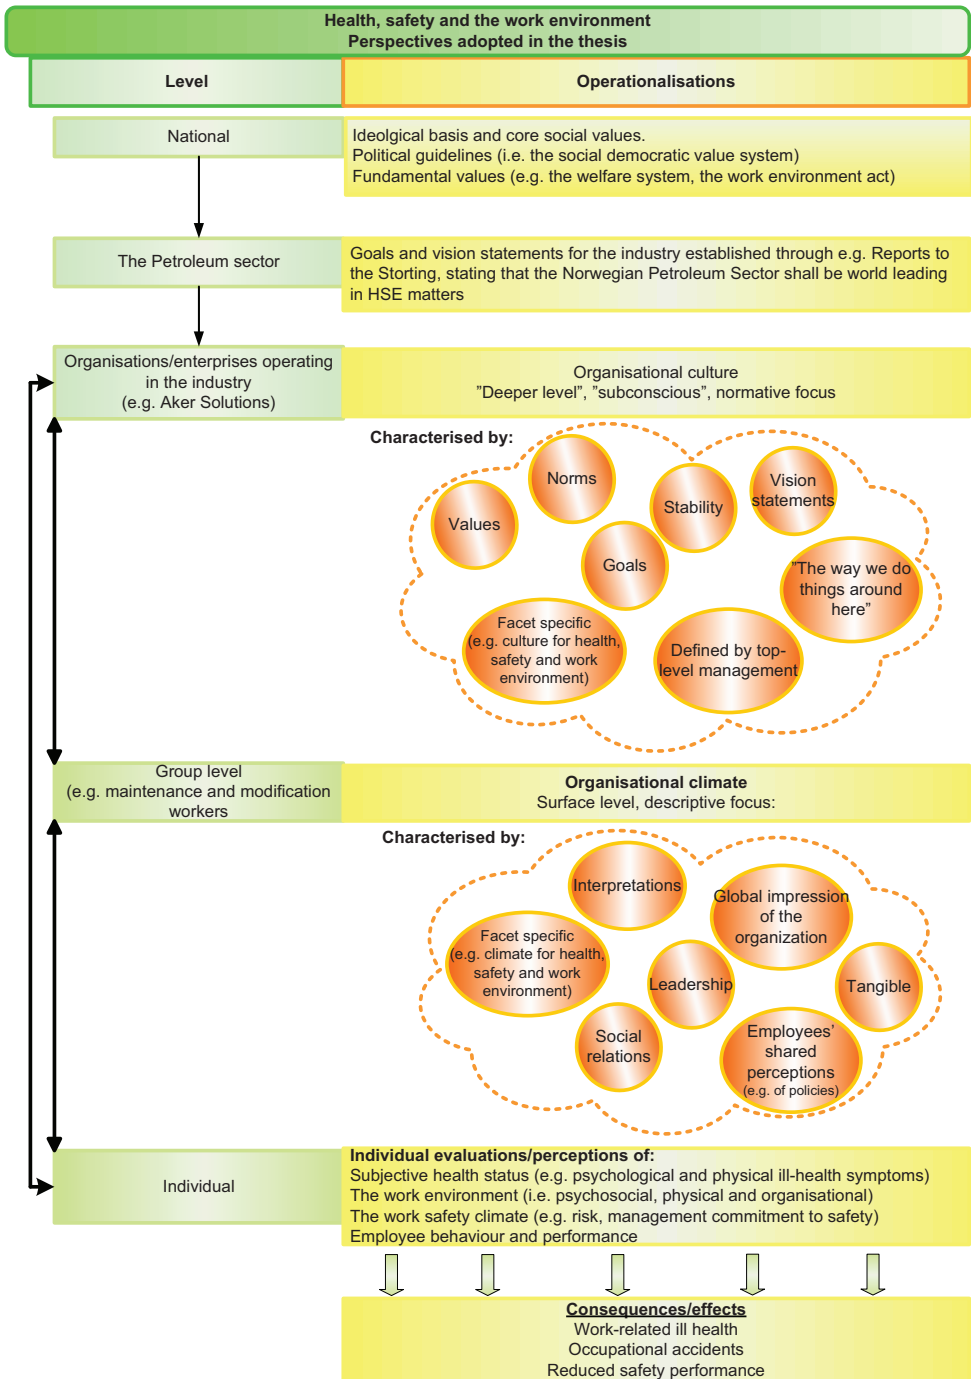 Health, safety and the work environment
Perspectives adopted in the thesis
Level
Operationalisations
National
Ideolgical basis and core social values.
Political guidelines (i.e. the social democratic value system)
Fundamental values (e.g. the welfare system, the work environment act)
The Petroleum sector
Goals and vision statements for the industry established through e.g. Reports to
the Storting, stating that the Norwegian Petroleum Sector shall be world leading
in HSE matters
Organisations/enterprises operating
in the industry
(e.g. Aker Solutions)
Organisational culture
”Deeper level”, ”subconscious”, normative focus
Characterised by:
Values
Norms
Goals
Stability
Vision
statements
”The way we do
things around
here”
Facet specific
(e.g. culture for health,
safety and work
environment)
Defined by top-
level management
Group level
(e.g. maintenance and modification
workers
Organisational climate
Surface level, descriptive focus:
Characterised by:
Interpretations
Global impression
of the
organization
Facet specific
(e.g. climate for health,
safety and work
environment)
Leadership
Tangible
Social
relations
Employees’
shared
perceptions
(e.g. of policies)
Individual
Individual evaluations/perceptions of:
Subjective health status (e.g. psychological and physical ill-health symptoms)
The work environment (i.e. psychosocial, physical and organisational)
The work safety climate (e.g. risk, management commitment to safety)
Employee behaviour and performance
Consequences/effects
Work-related ill health
Occupational accidents
Reduced safety performance